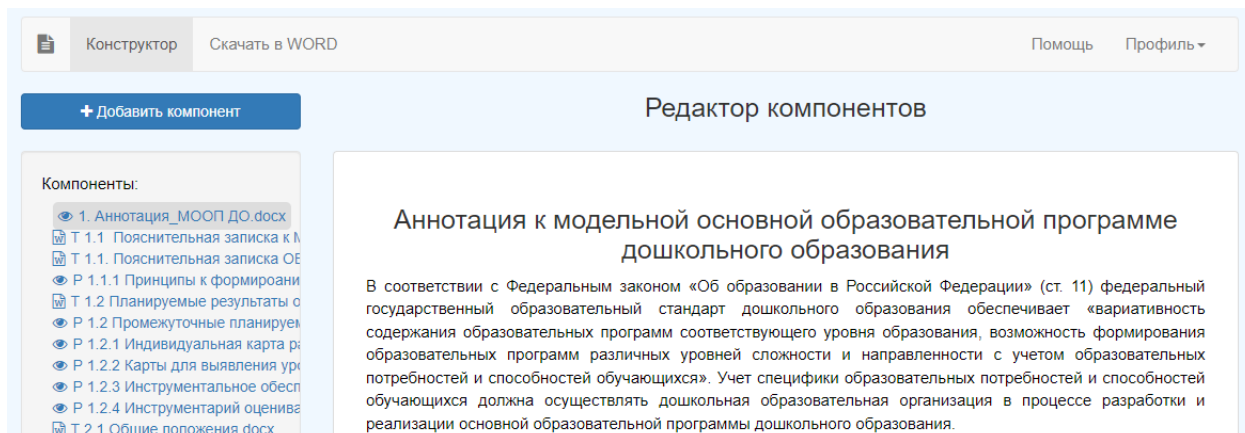 Конструктор Скачать в WORD Помощь Профиль
Добавить компонент
Редактор компонентов
Компоненты:
1. Аннотация_МООП ДО.docx
Т 1.1 Пояснительная записка к
Т 1.1. Пояснительная записка ОБ
Р 1.1.1 Принципы к формироани
Т 1.2 Планируемые результаты о
Р 1.2 Промежуточные планируем
Р 1.2.1 Индивидуальная карта ра
Р 1.2.2 Карты для выявления уро
Р 1.2.3 Инструментальное обесп
Р 1.2.4 Инструментарий оценива
Т 2.1 Общие положения.docx
Аннотация к модельной основной образовательной программе
дошкольного образования
В соответствии с Федеральным законом «Об образовании в Российской Федерации» (ст. 11) федеральный
государственный образовательный стандарт дошкольного образования обеспечивает «вариативность
содержания образовательных программ соответствующего уровня образования, возможность формирования
образовательных программ различных уровней сложности и направленности с учетом образовательных
потребностей и способностей обучающихся». Учет специфики образовательных потребностей и способностей
обучающихся должна осуществлять дошкольная образовательная организация в процессе разработки и
реализации основной образовательной программы дошкольного образования.